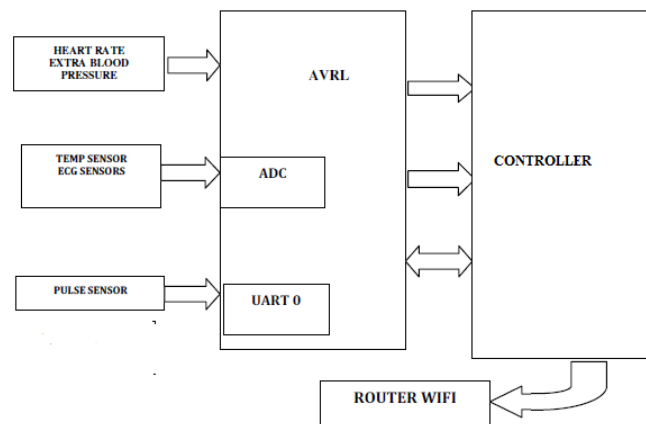 HEART RATE
EXTRA BLOOD
PRESSURE
AVRL
TEMP SENSOR
ECG SENSORS
ADC
CONTROLLER
PULSE SENSOR
UART 0
ROUTER WIFI